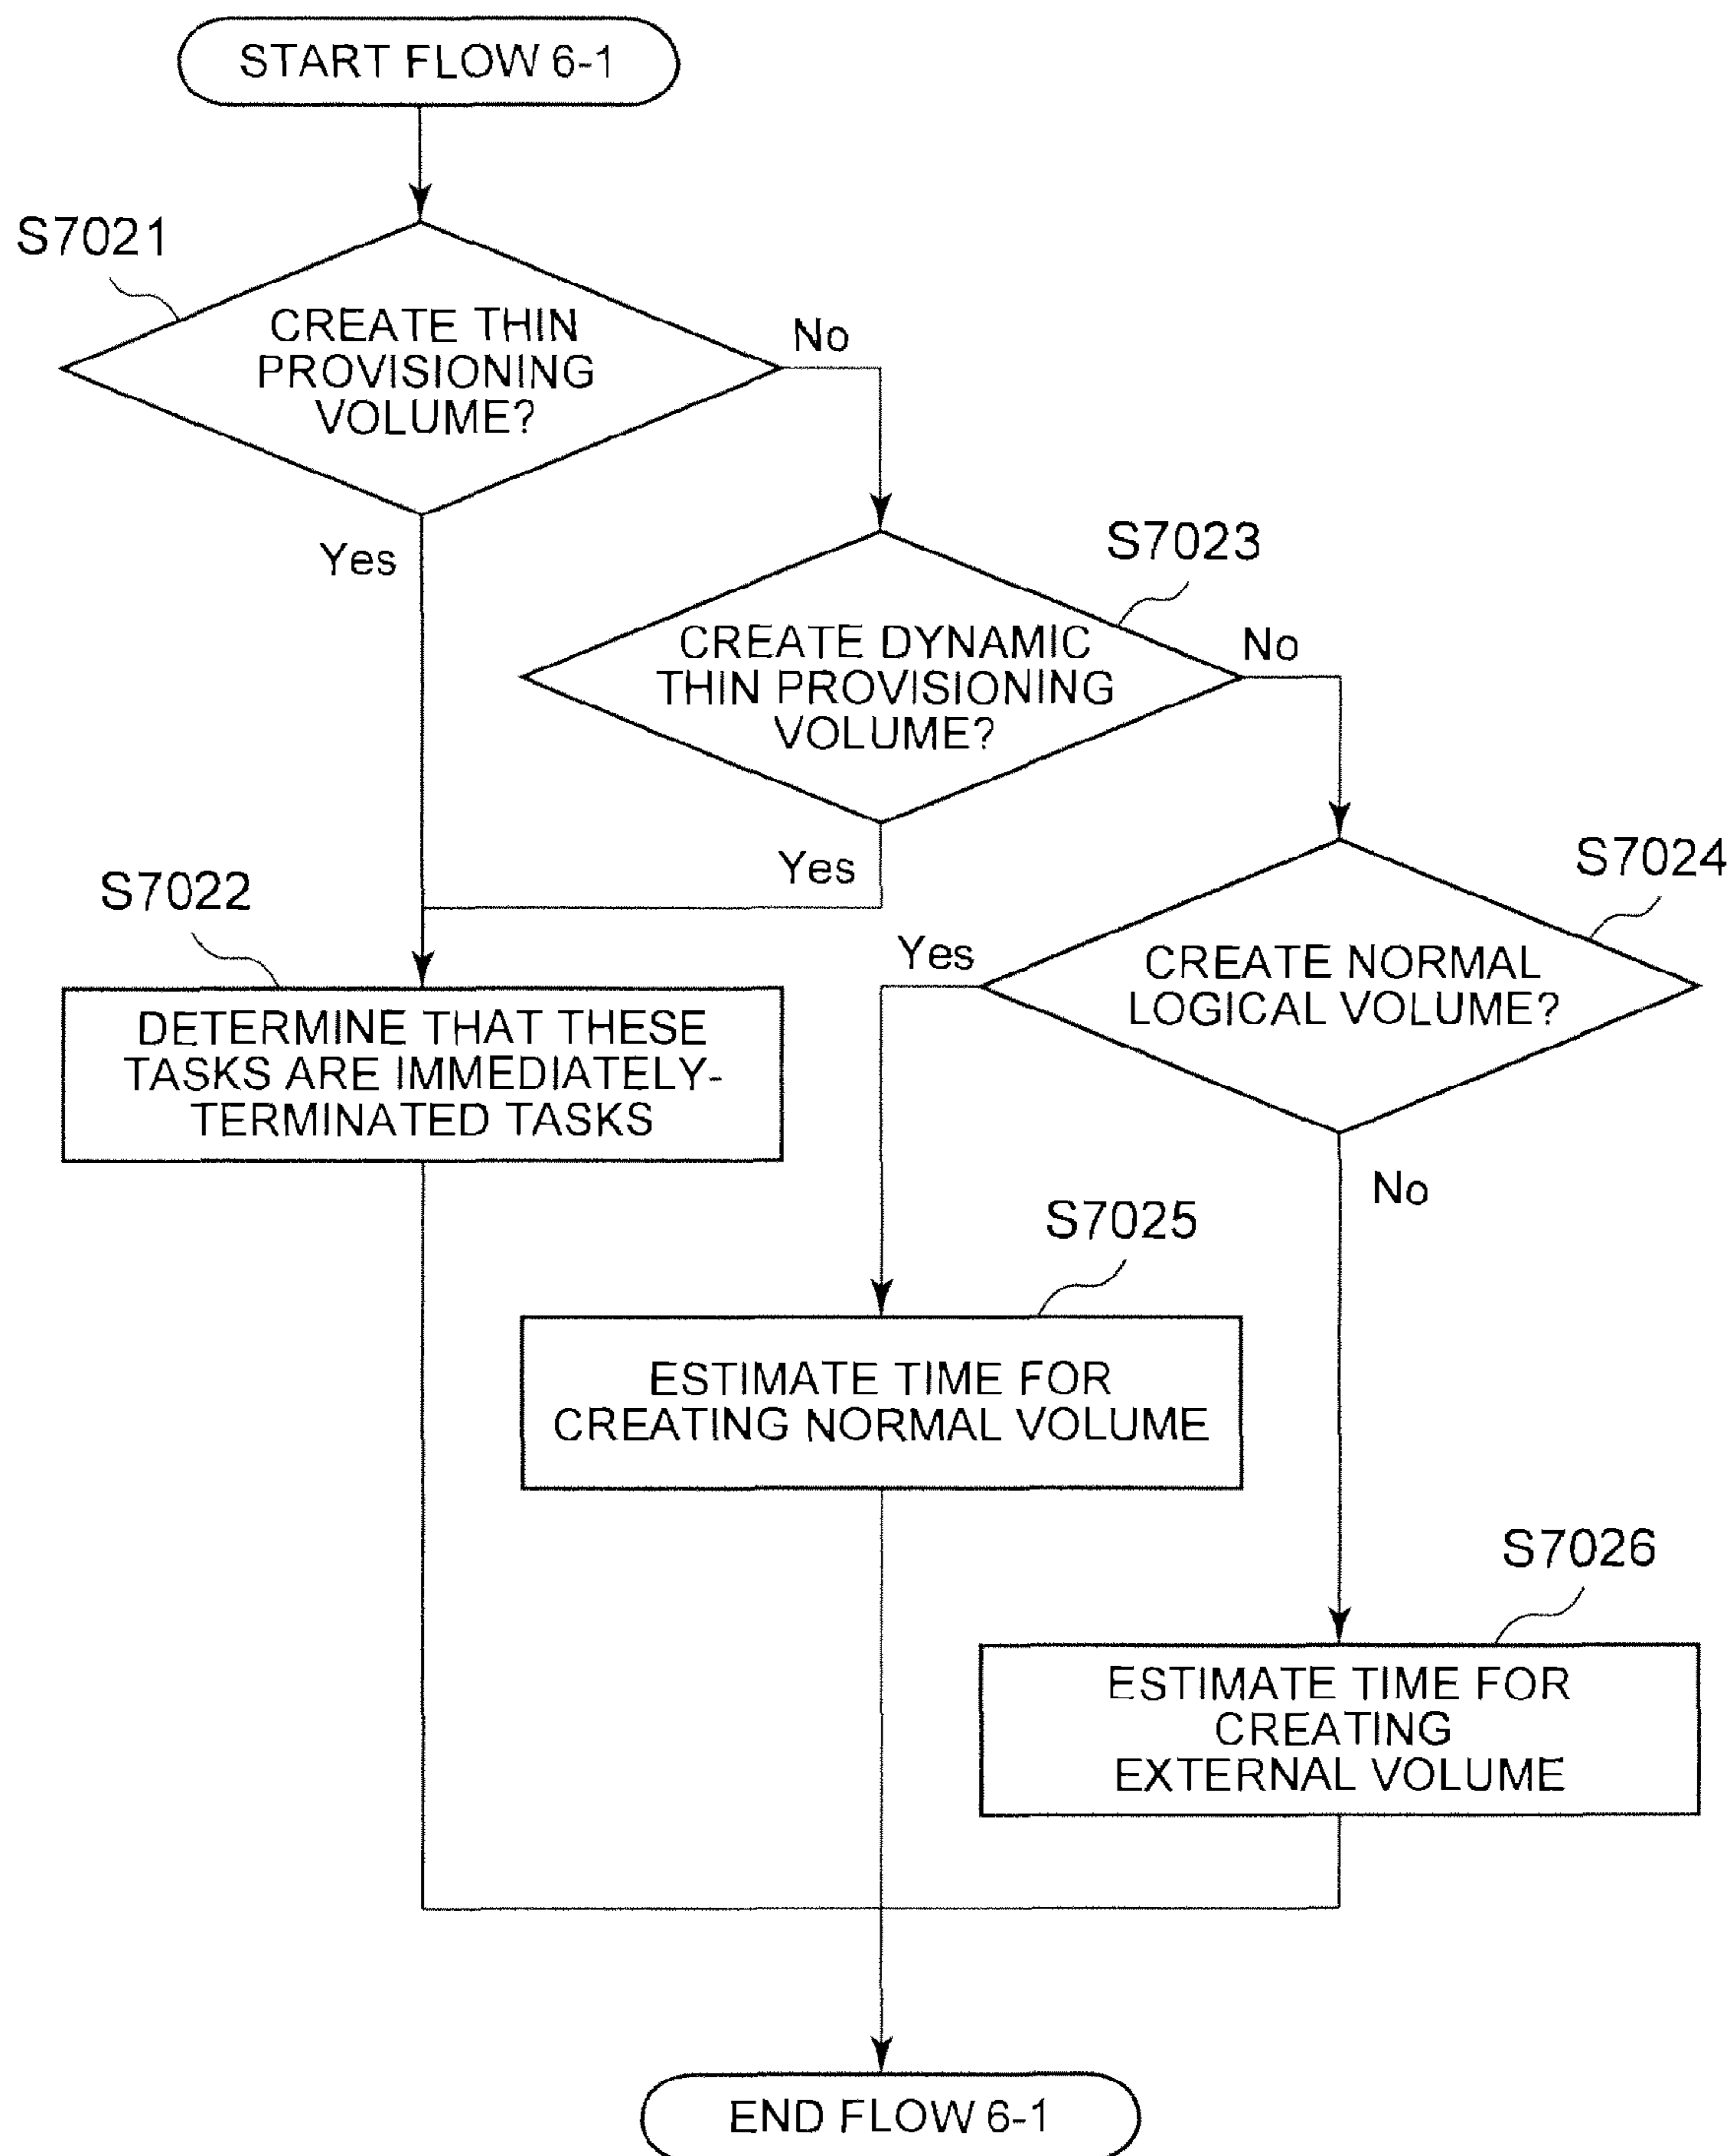 START FLOW 6-1
S7021
CREATE THIN
PROVISIONING
VOLUME?
No
Yes
S7023
CREATE DYNAMIC
THIN PROVISIONING
VOLUME?
No
Yes
S7022
DETERMINE THAT THESE
TASKS ARE IMMEDIATELY-
TERMINATED TASKS
S7024
CREATE NORMAL
LOGICAL VOLUME?
Yes
No
S7025
ESTIMATE TIME FOR
CREATING NORMAL VOLUME
S7026
ESTIMATE TIME FOR
CREATING
EXTERNAL VOLUME
END FLOW 6-1